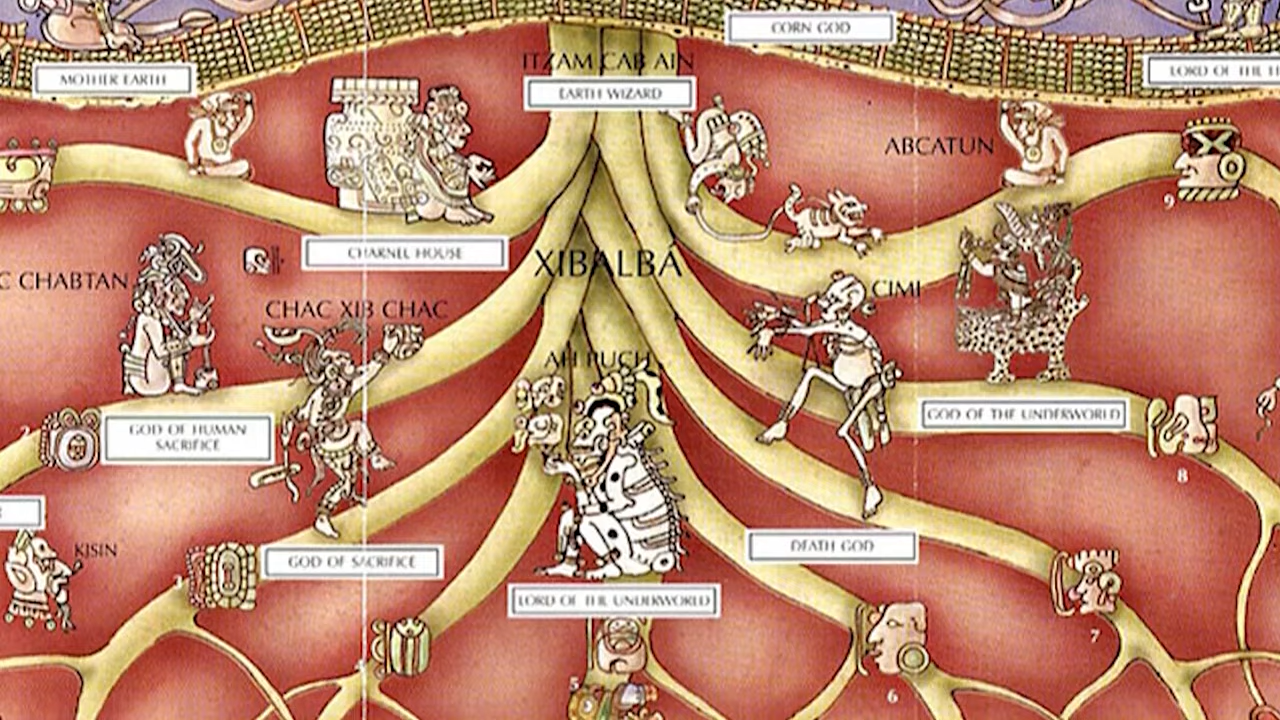 CORN GOD
ITZAM CAB AIN
MOTHER EARTH
EARTH WIZARD
LORD OF THE
ABCATUN
9
CHARNEL HOUSE
XIBALBÁ
CHABTAN
CIMI
CHAC XIB CHAC
AH PUCH
GOD OF THE UNDERWORLD
2
GOD OF HUMAN
SACRIFICE
8
KISIN
DEATH GOD
GOD OF SACRIFICE
3
LORD OF THE UNDERWORLD
7
5
6